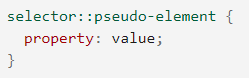 selector::pseudo-element {
  property: value;
}